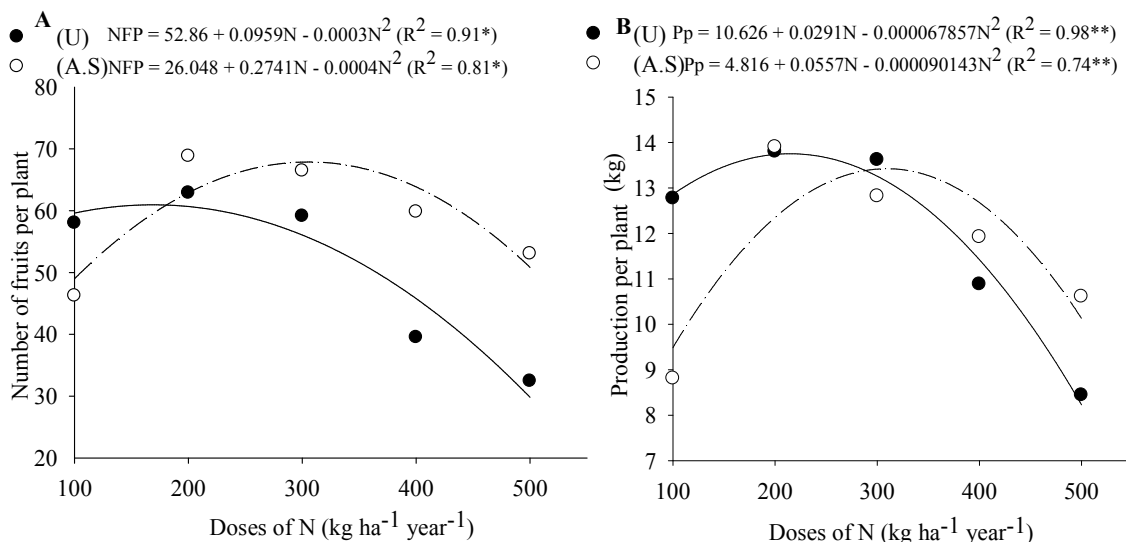 A
(U) NFP = 52.86 + 0.0959N - 0.0003N² (R² = 0.91*)
(A.S) NFP = 26.048 + 0.2741N - 0.0004N² (R² = 0.81*)
80
70
60
50
40
30
20
Number of fruits per plant
100 200 300 400 500
Doses of N (kg ha⁻¹ year⁻¹)
B
(U) Pp = 10.626 + 0.0291N - 0.000067857N² (R² = 0.98**)
(A.S) Pp = 4.816 + 0.0557N - 0.000090143N² (R² = 0.74**)
15
14
13
12
11
10
9
8
7
Production per plant (kg)
100 200 300 400 500
Doses of N (kg ha⁻¹ year⁻¹)